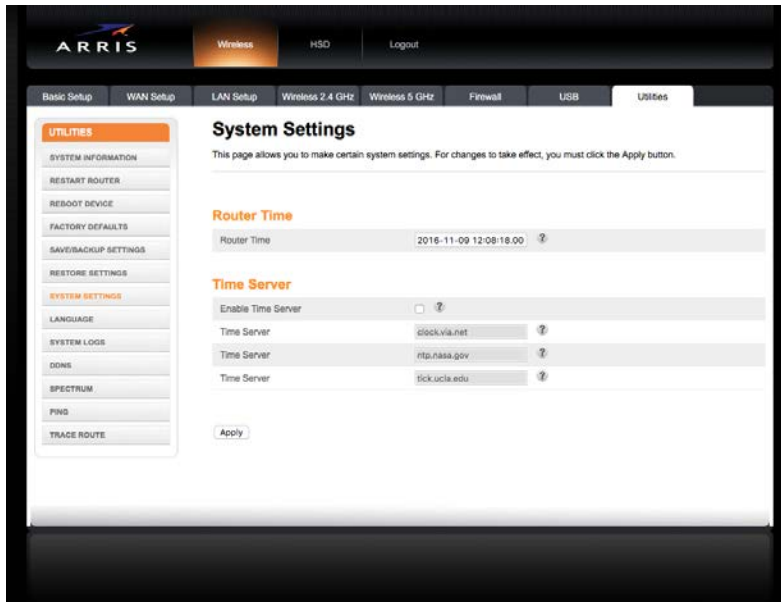 ARRIS
Wireless HSD Logout
Basic Setup WAN Setup LAN Setup Wireless 2.4 GHz Wireless 5 GHz Firewall USB Utilities
UTILITIES
SYSTEM INFORMATION
RESTART ROUTER
REBOOT DEVICE
FACTORY DEFAULTS
SAVE/BACKUP SETTINGS
RESTORE SETTINGS
SYSTEM SETTINGS
LANGUAGE
SYSTEM LOGS
DDNS
SPECTRUM
PING
TRACE ROUTE
System Settings
This page allows you to make certain system settings. For changes to take effect, you must click the Apply button.
Router Time
Router Time 2016-11-09 12:08:18.00 ?
Time Server
Enable Time Server ?
Time Server clock.via.net ?
Time Server ntp.nasa.gov ?
Time Server tick.ucla.edu ?
Apply